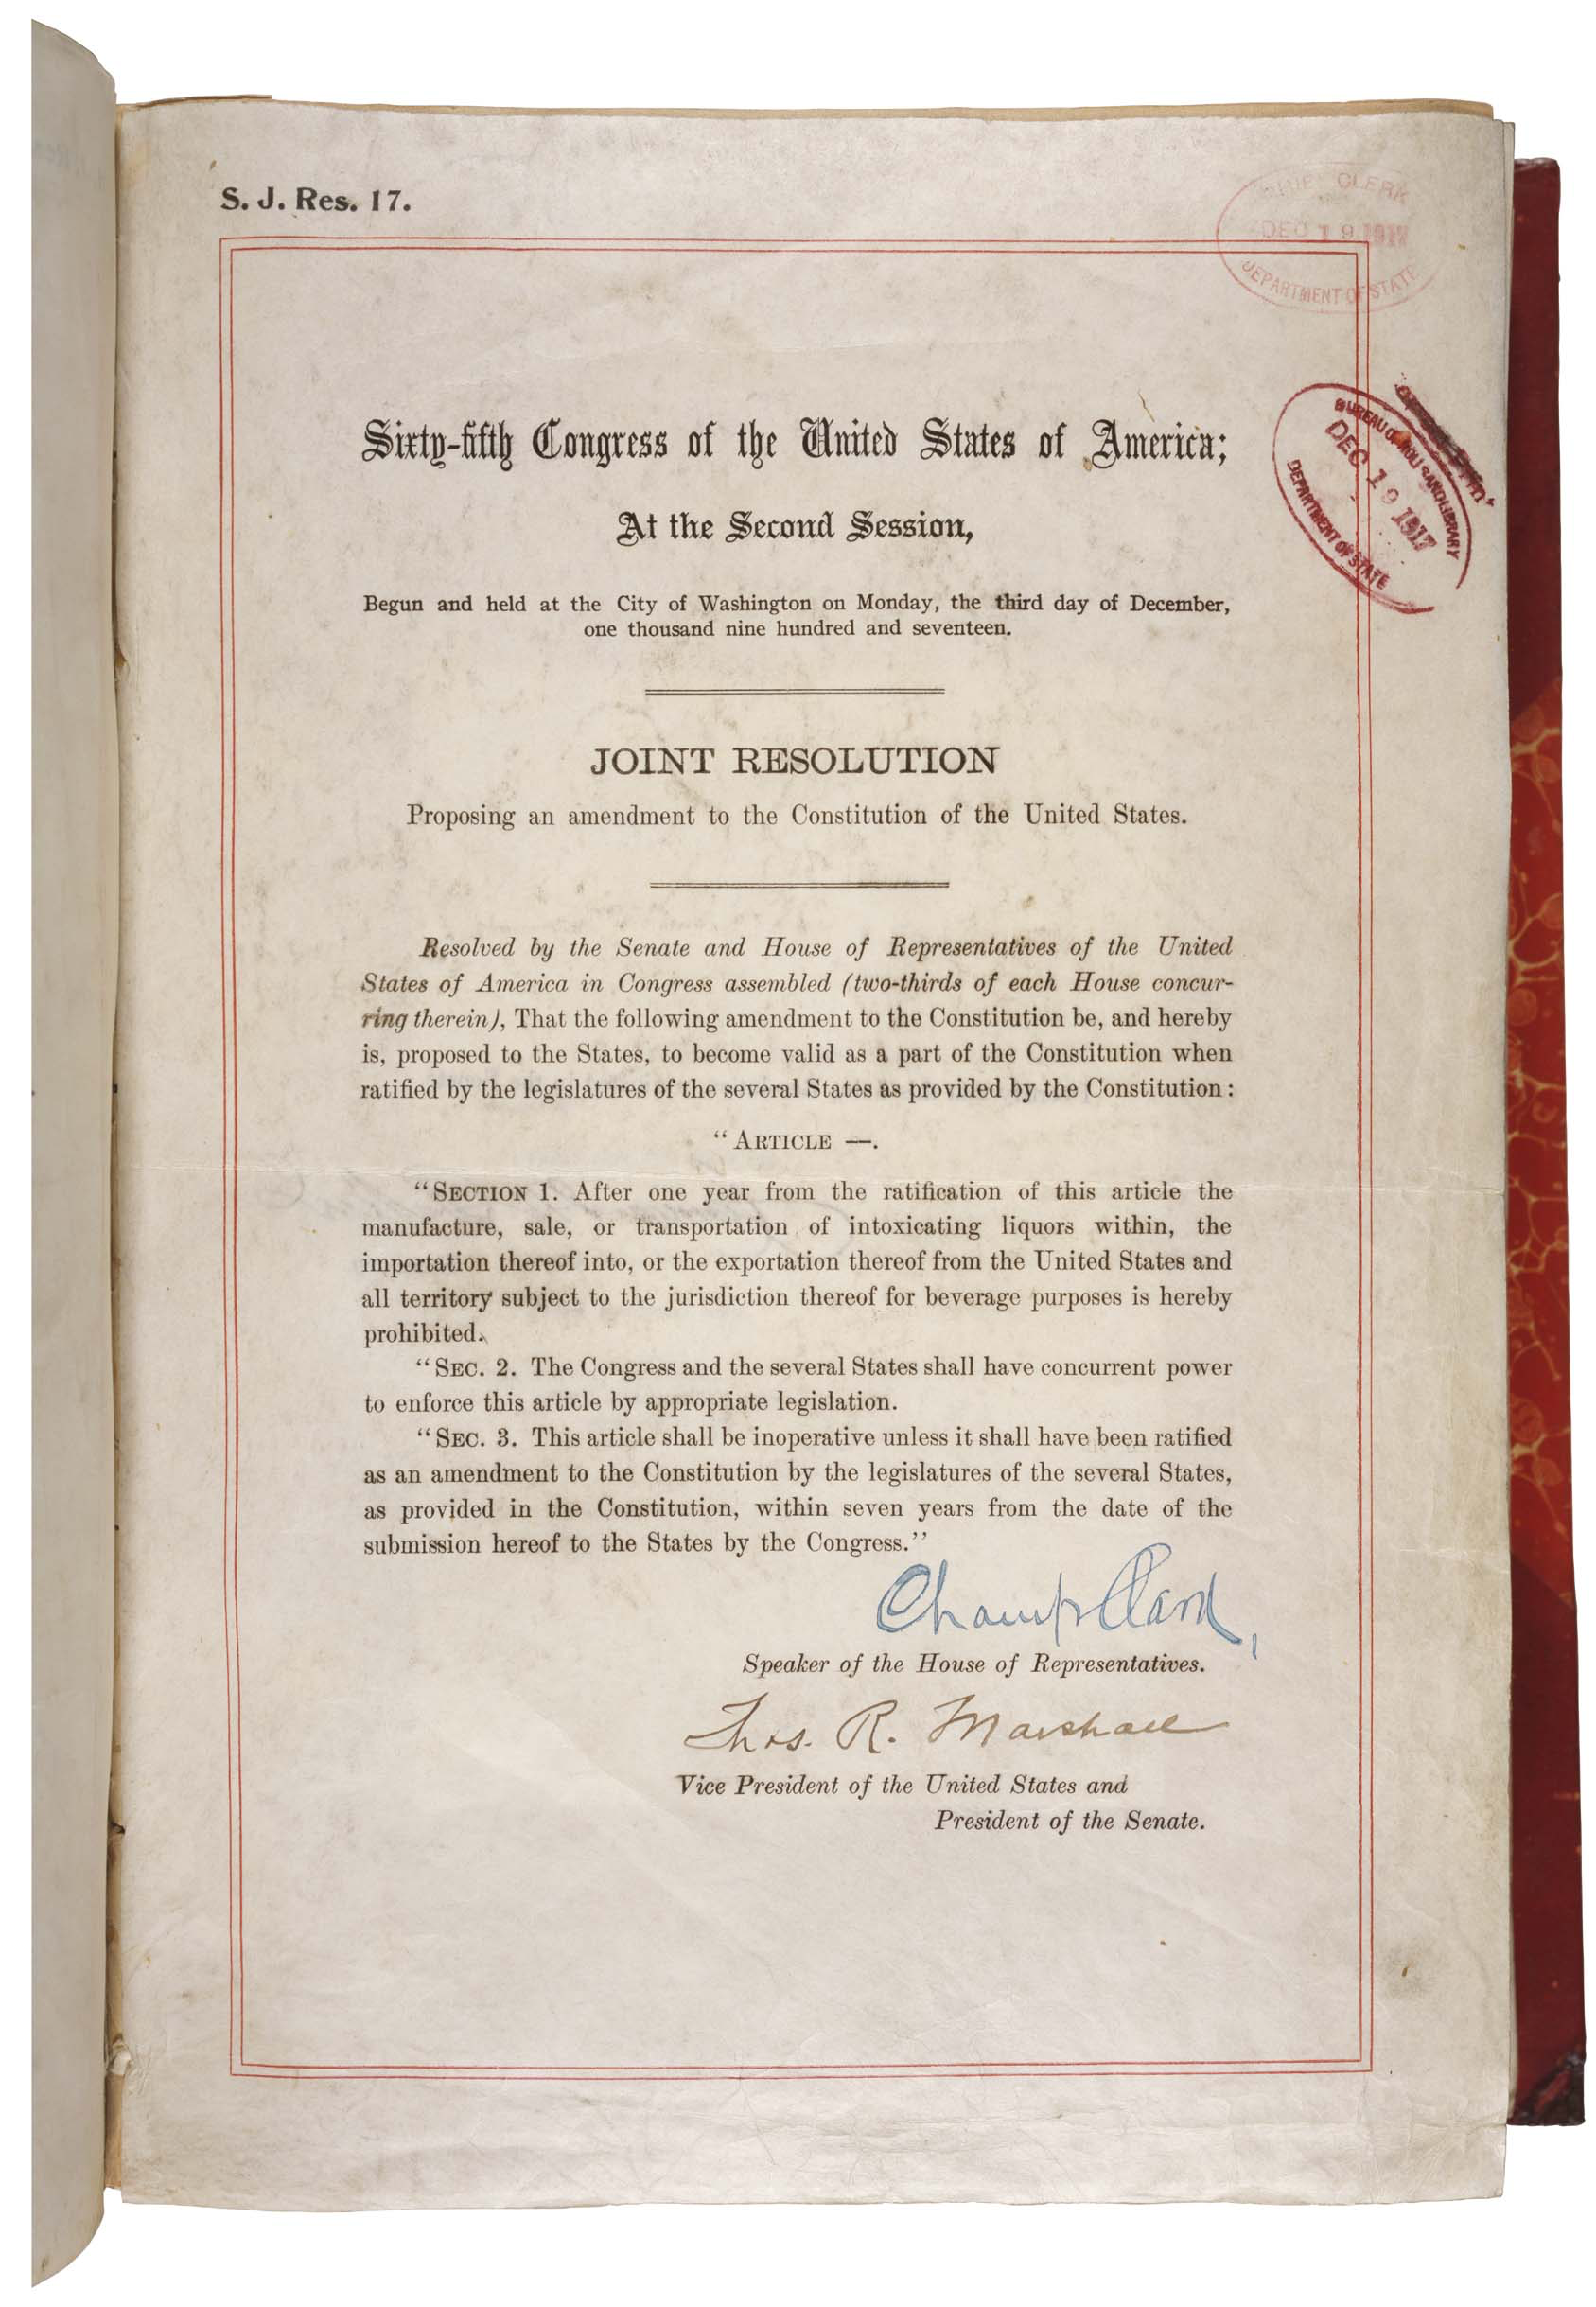 S. J. Res. 17.
CLERK
DEC 19 1917
DEPARTMENT OF STATE
Sixty-fifth Congress of the United States of America;
At the Second Session,
Begun and held at the City of Washington on Monday, the third day of December,
one thousand nine hundred and seventeen.
BUREAU OF ROLLS AND LIBRARY
DEC 19 1917
DEPARTMENT OF STATE
JOINT RESOLUTION
Proposing an amendment to the Constitution of the United States.
Resolved by the Senate and House of Representatives of the United
States of America in Congress assembled (two-thirds of each House concur-
ring therein), That the following amendment to the Constitution be, and hereby
is, proposed to the States, to become valid as a part of the Constitution when
ratified by the legislatures of the several States as provided by the Constitution:
“ARTICLE —.
“SECTION 1. After one year from the ratification of this article the
manufacture, sale, or transportation of intoxicating liquors within, the
importation thereof into, or the exportation thereof from the United States and
all territory subject to the jurisdiction thereof for beverage purposes is hereby
prohibited.
“SEC. 2. The Congress and the several States shall have concurrent power
to enforce this article by appropriate legislation.
“SEC. 3. This article shall be inoperative unless it shall have been ratified
as an amendment to the Constitution by the legislatures of the several States,
as provided in the Constitution, within seven years from the date of the
submission hereof to the States by the Congress.”
Champ Clark,
Speaker of the House of Representatives.
Thos. R. Marshall
Vice President of the United States and
President of the Senate.